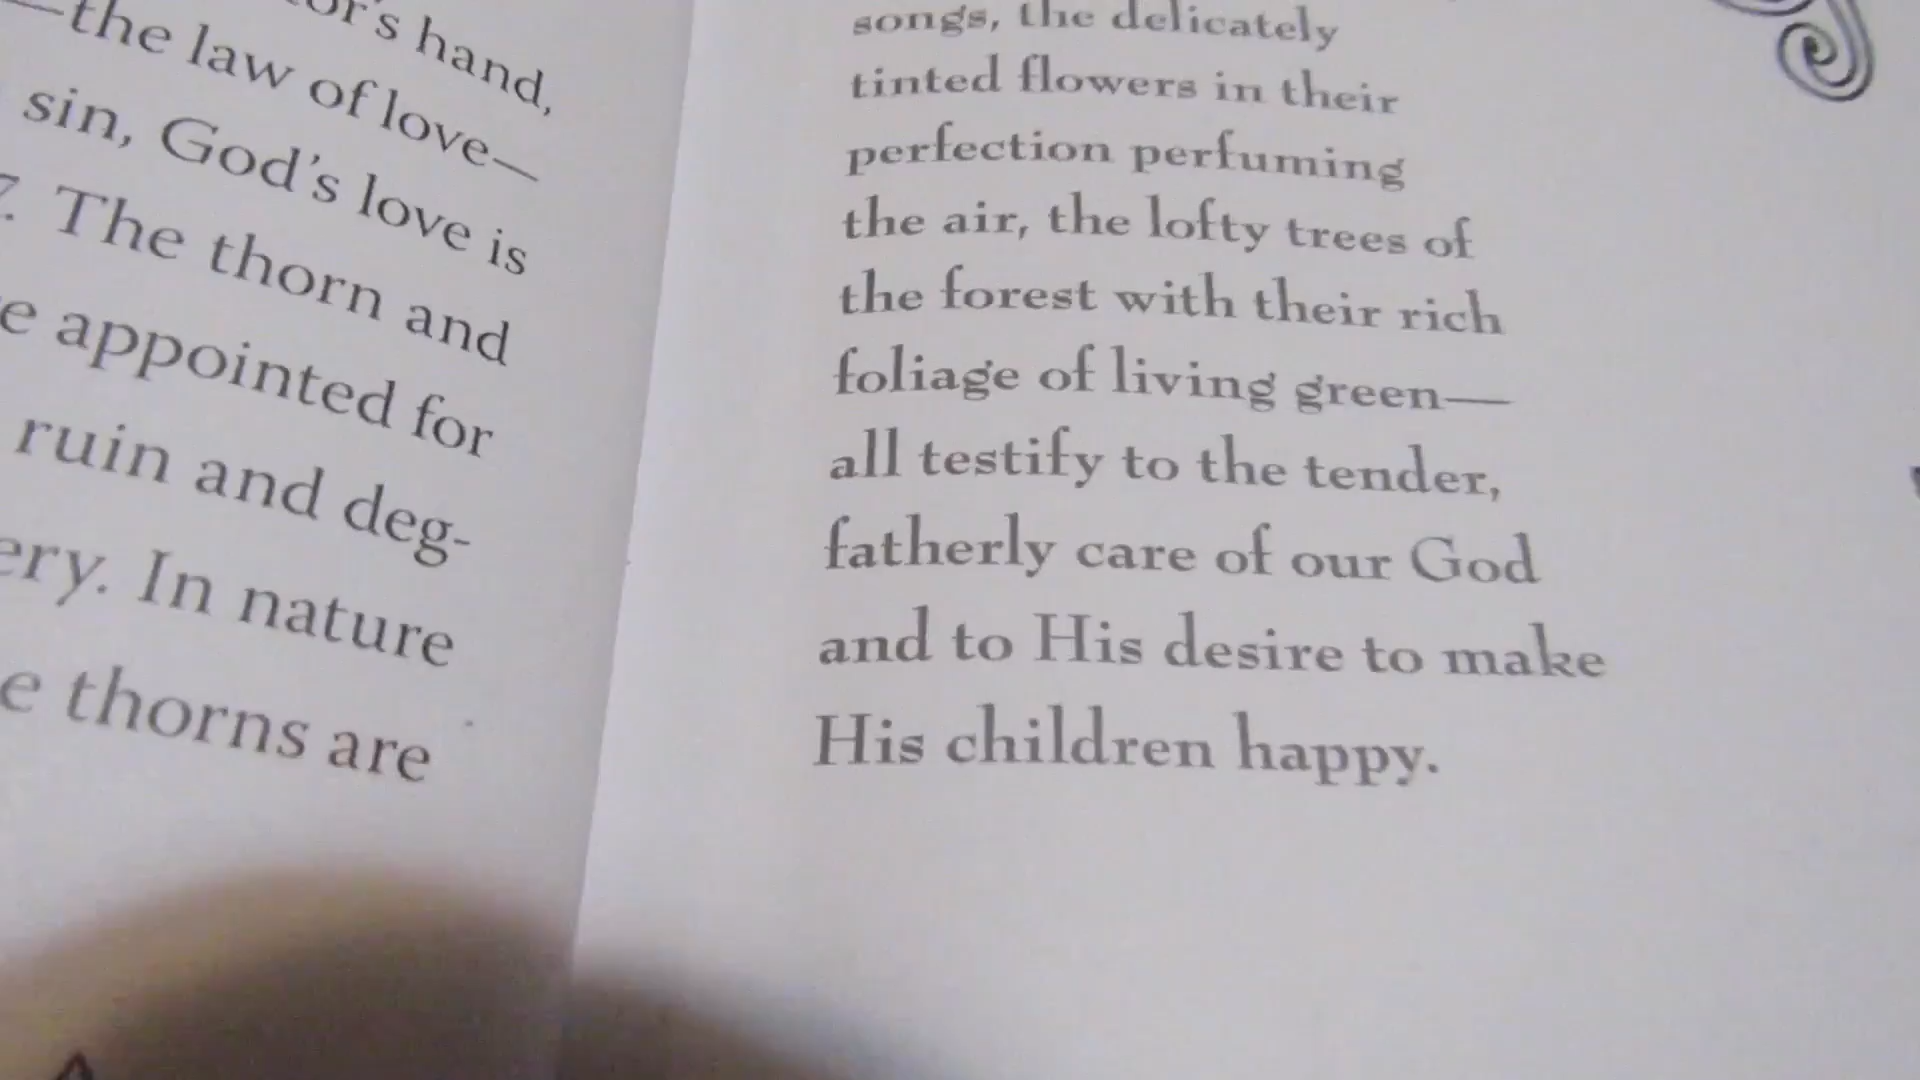 or's hand,
—the law of love—
sin, God's love is
7. The thorn and
e appointed for
ruin and deg-
ery. In nature
e thorns are
songs, the delicately
tinted flowers in their
perfection perfuming
the air, the lofty trees of
the forest with their rich
foliage of living green—
all testify to the tender,
fatherly care of our God
and to His desire to make
His children happy.